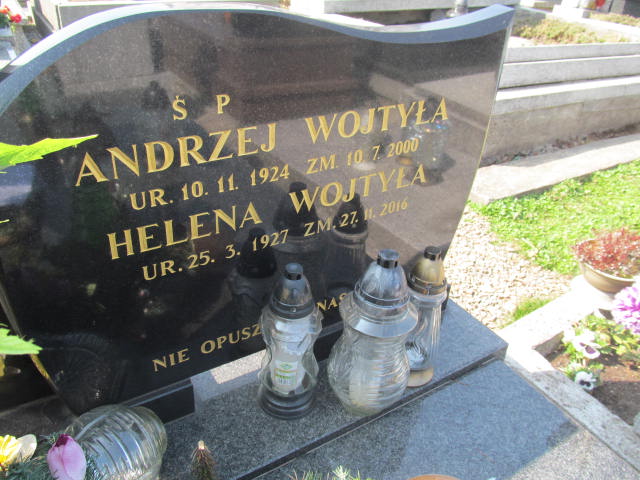 Ś P
ANDRZEJ WOJTYŁA
UR. 10. 11. 1924 ZM. 10. 7. 2000
HELENA WOJTYŁA
UR. 25. 3. 1927 ZM. 27. 11. 2016
NIE